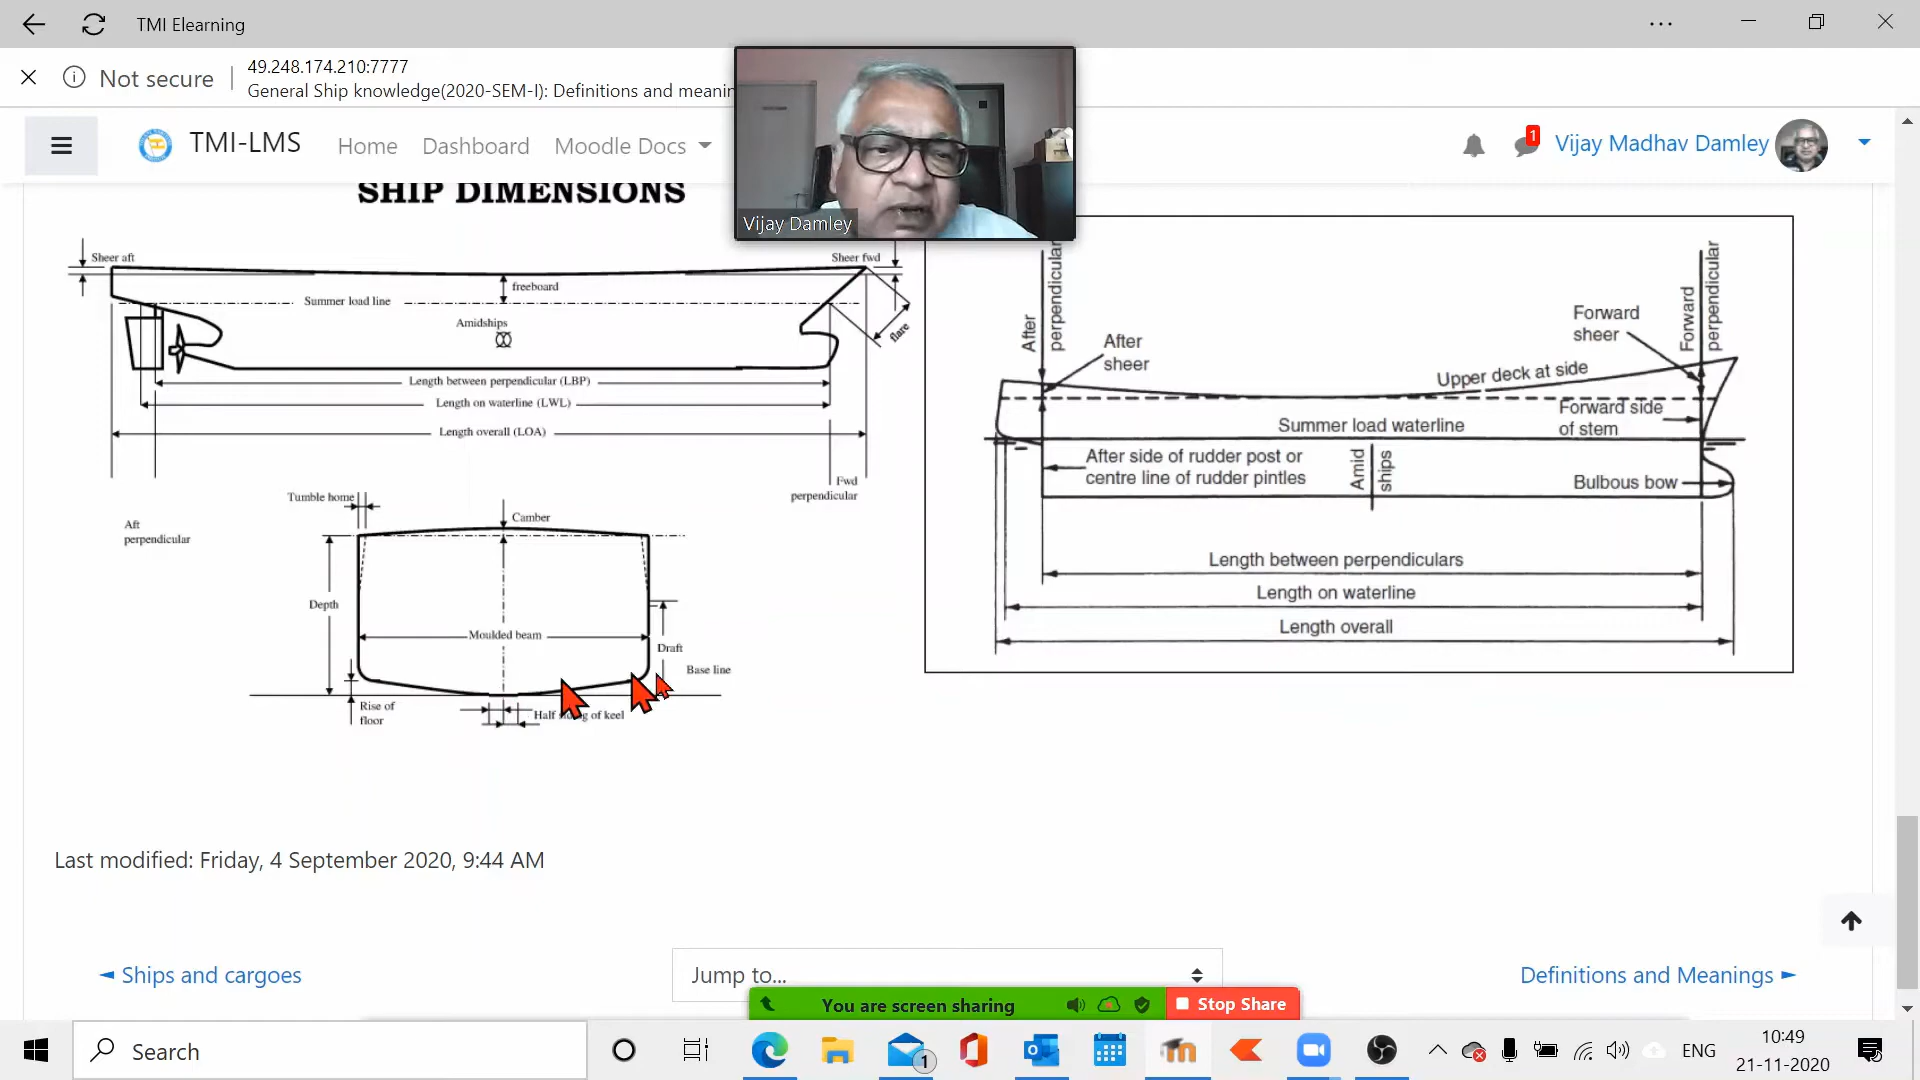 TMI Elearning
Not secure
49.248.174.210:7777
General Ship knowledge(2020-SEM-I): Definitions and meanin
TMI-LMS
Home
Dashboard
Moodle Docs
1
Vijay Madhav Damley
Vijay Damley
SHIP DIMENSIONS
Sheer aft
Sheer fwd
freeboard
Summer load line
Amidships
flare
Length between perpendicular (LBP)
Length on waterline (LWL)
Length overall (LOA)
Fwd
perpendicular
Aft
perpendicular
Tumble home
Camber
Depth
Moulded beam
Draft
Base line
Rise of
floor
Half
of keel
After
perpendicular
After
sheer
Forward
sheer
Forward
perpendicular
Upper deck at side
Forward side
of stem
Summer load waterline
After side of rudder post or
centre line of rudder pintles
Amid
ships
Bulbous bow
Length between perpendiculars
Length on waterline
Length overall
Last modified: Friday, 4 September 2020, 9:44 AM
◄ Ships and cargoes
Jump to...
Definitions and Meanings ►
You are screen sharing
Stop Share
Search
1
ENG
10:49
21-11-2020